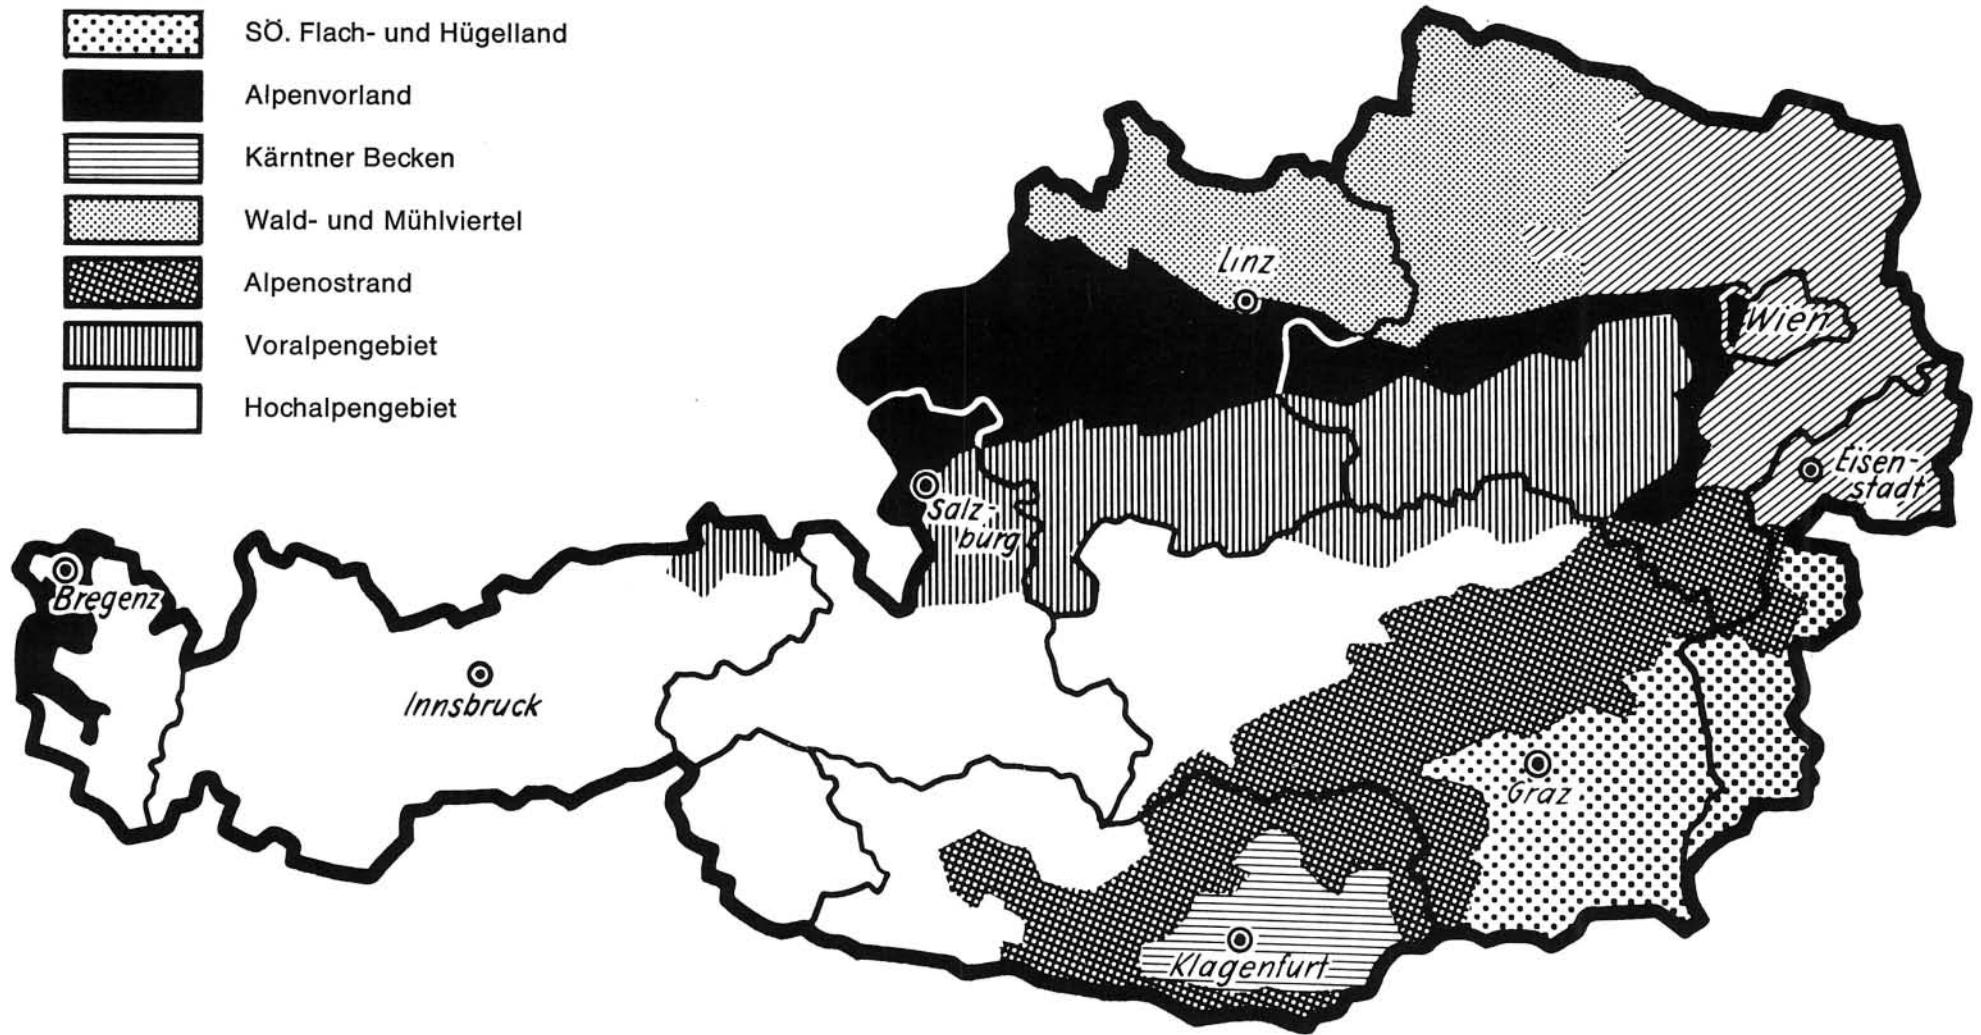 SÖ. Flach- und Hügelland
Alpenvorland
Kärntner Becken
Wald- und Mühlviertel
Alpenostrand
Voralpengebiet
Hochalpengebiet
Linz
Wien
Eisen-
stadt
Salz-
burg
Bregenz
Innsbruck
Graz
Klagenfurt